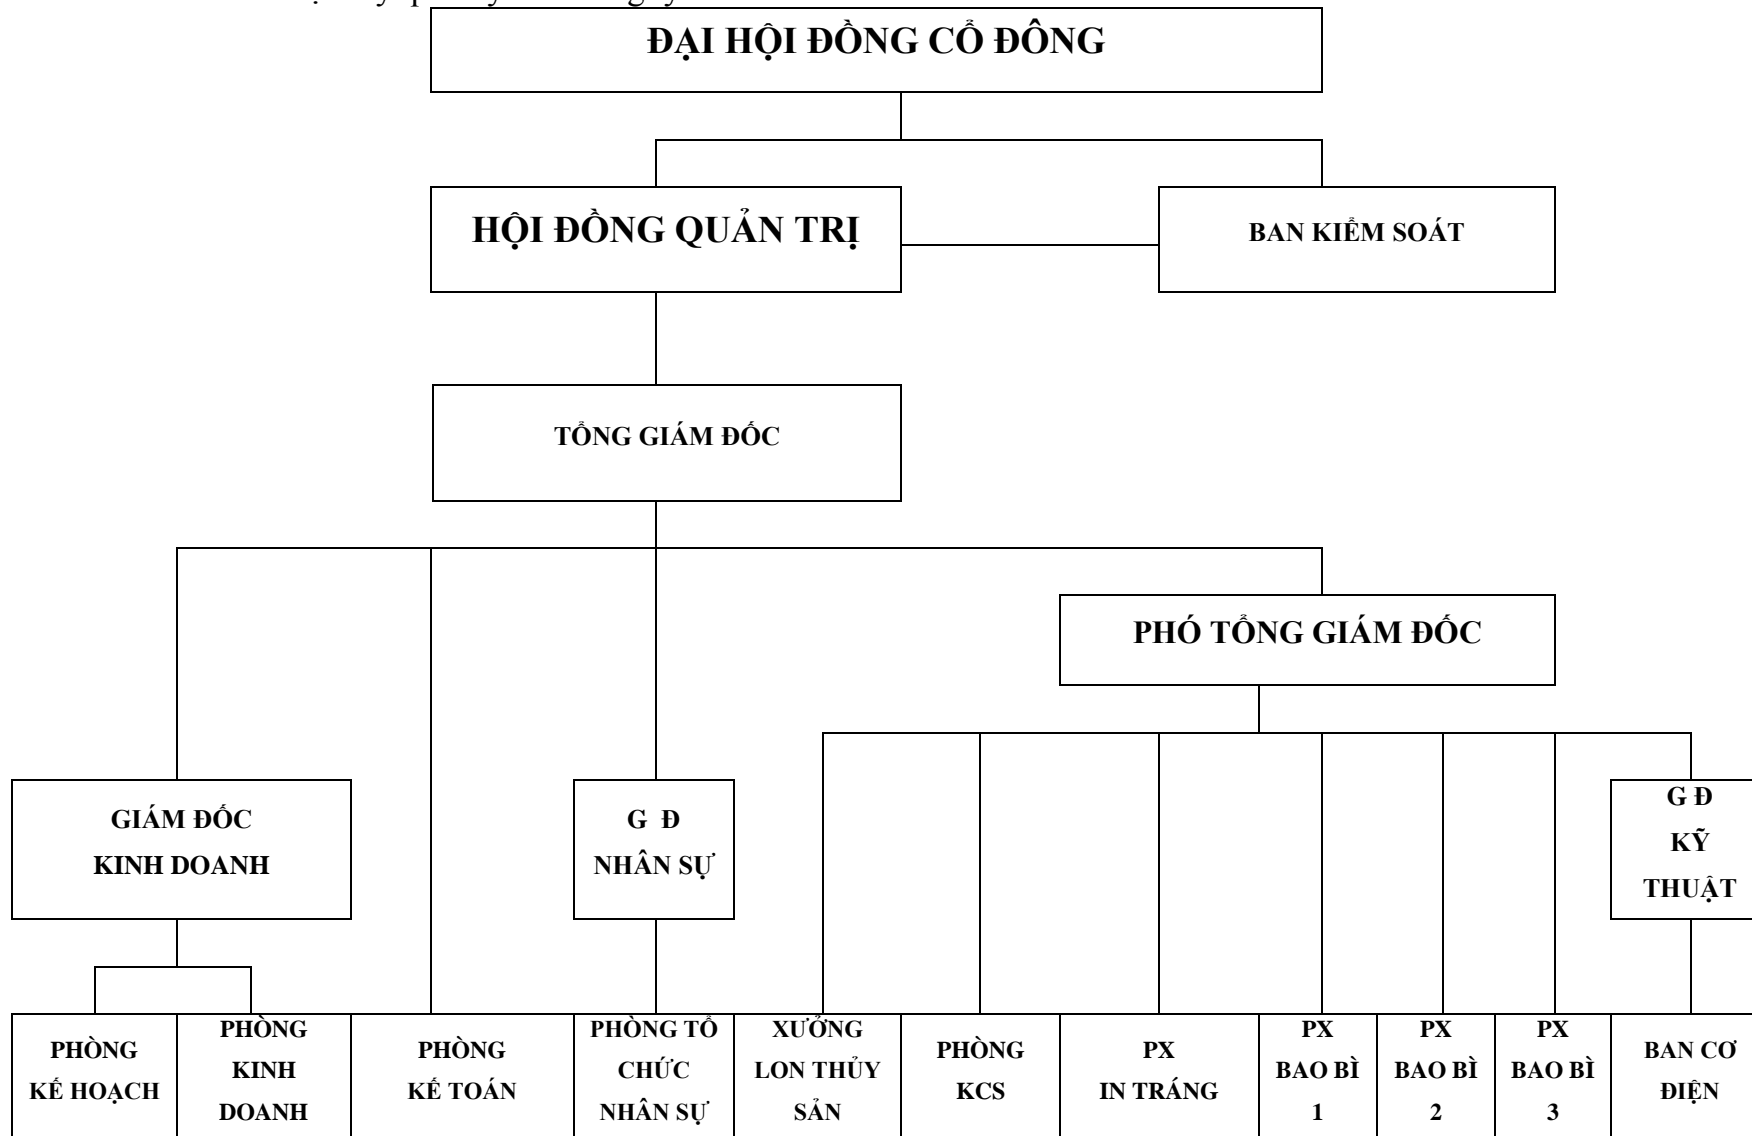 ĐẠI HỘI ĐỒNG CỔ ĐÔNG
HỘI ĐỒNG QUẢN TRỊ
BAN KIỂM SOÁT
TỔNG GIÁM ĐỐC
PHÓ TỔNG GIÁM ĐỐC
GIÁM ĐỐC
KINH DOANH
G Đ
NHÂN SỰ
G Đ
KỸ
THUẬT
PHÒNG
KẾ HOẠCH
PHÒNG
KINH
DOANH
PHÒNG
KẾ TOÁN
PHÒNG TỔ
CHỨC
NHÂN SỰ
XƯỞNG
LON THỦY
SẢN
PHÒNG
KCS
PX
IN TRÁNG
PX
BAO BÌ
1
PX
BAO BÌ
2
PX
BAO BÌ
3
BAN CƠ
ĐIỆN